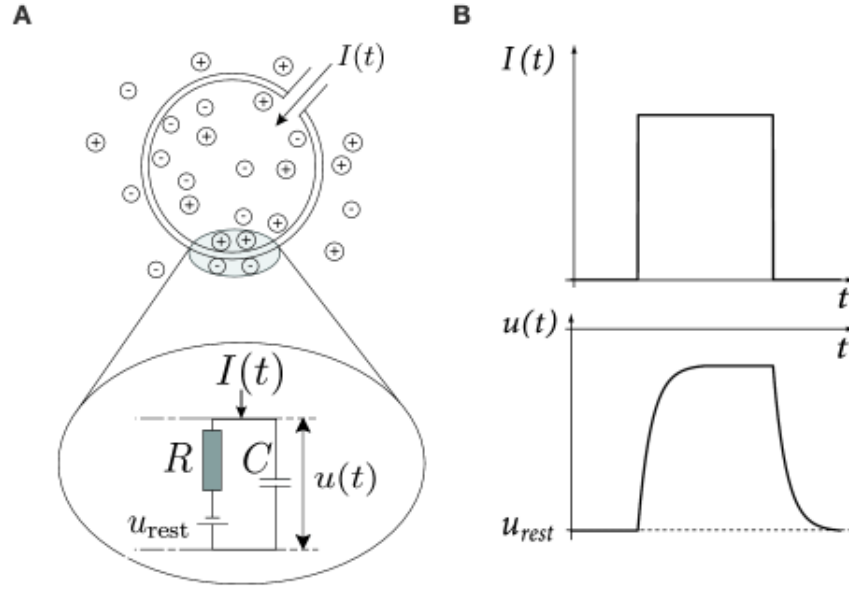 A
I(t)
I(t)
R
C
u(t)
u_rest
B
I(t)
t
u(t)
t
u_rest